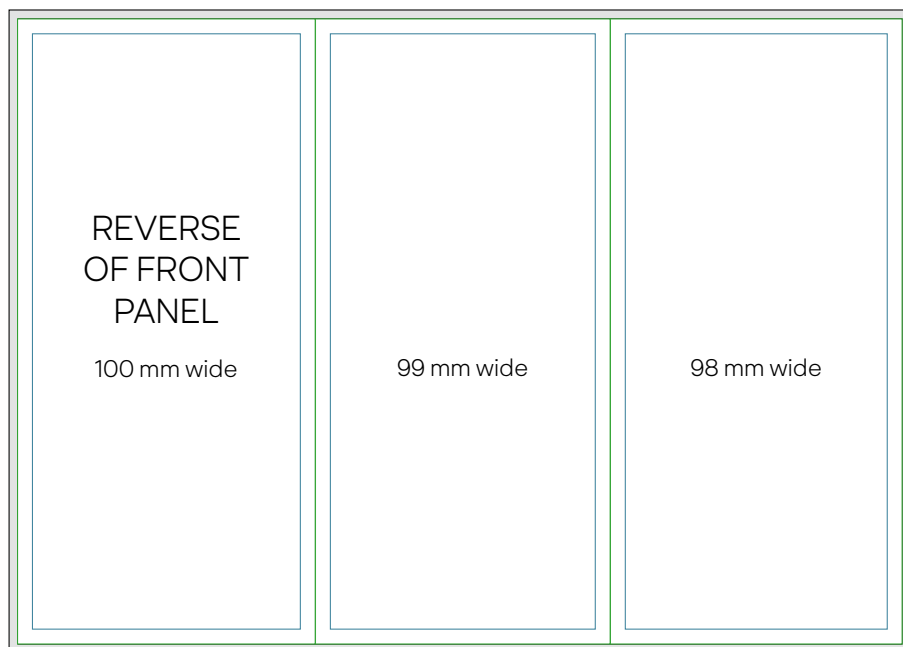 REVERSE
OF FRONT
PANEL
100 mm wide
99 mm wide
98 mm wide